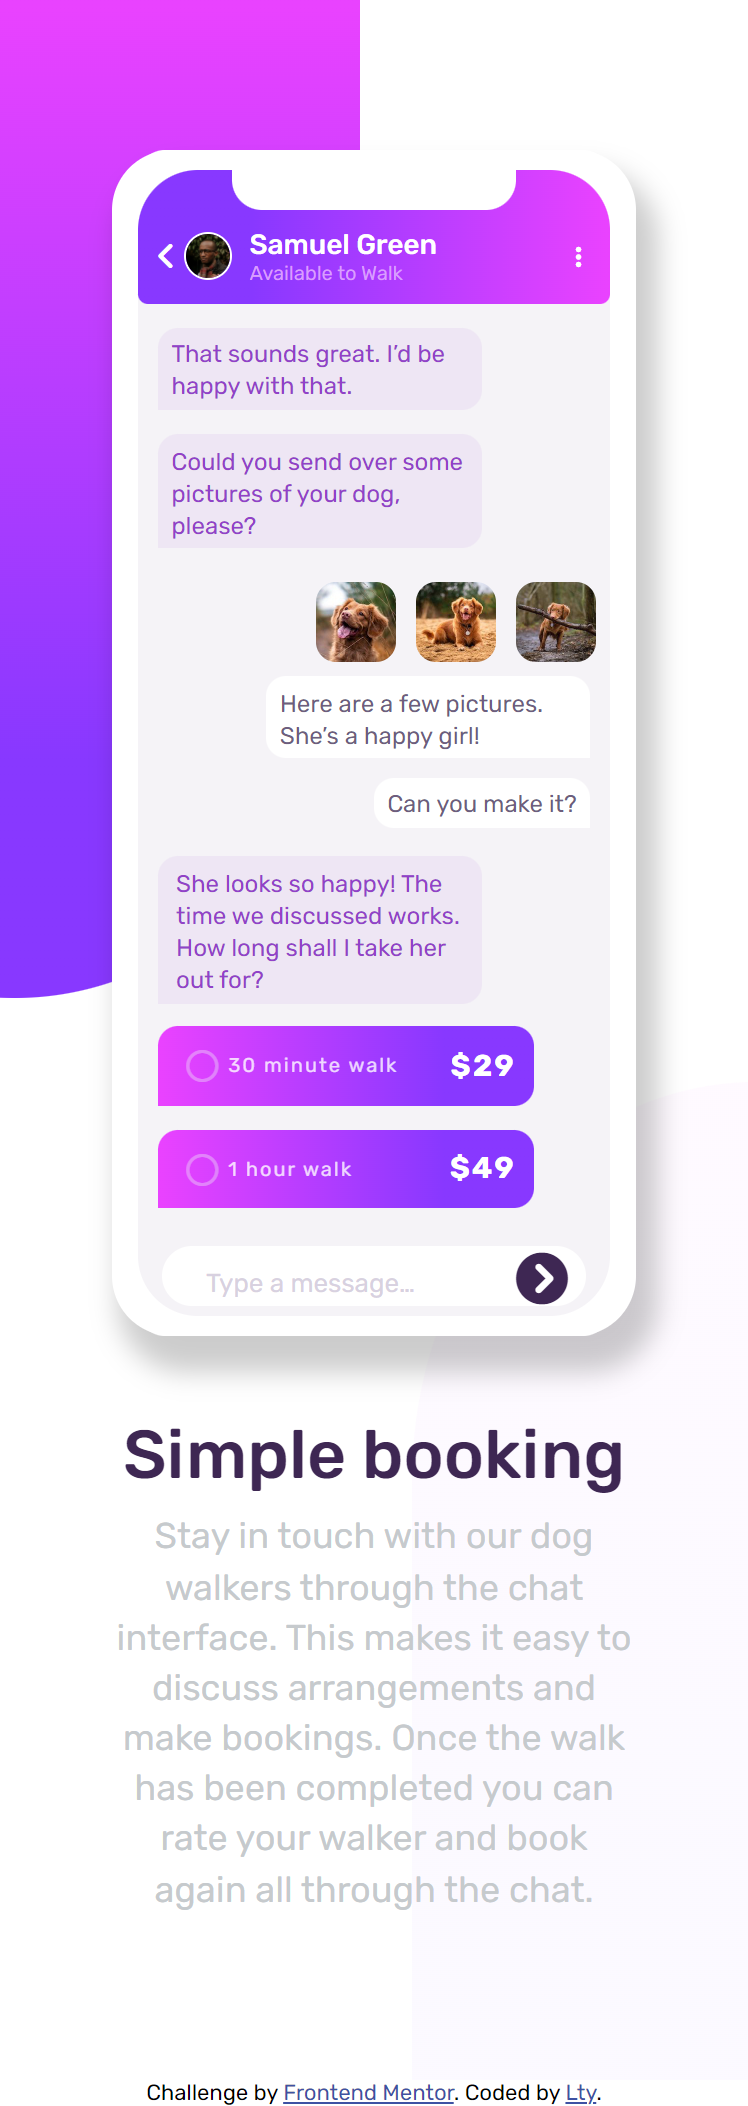 Samuel Green
Available to Walk
That sounds great. I’d be
happy with that.
Could you send over some
pictures of your dog,
please?
Here are a few pictures.
She’s a happy girl!
Can you make it?
She looks so happy! The
time we discussed works.
How long shall I take her
out for?
30 minute walk $29
1 hour walk $49
Type a message…
Simple booking
Stay in touch with our dog
walkers through the chat
interface. This makes it easy to
discuss arrangements and
make bookings. Once the walk
has been completed you can
rate your walker and book
again all through the chat.
Challenge by Frontend Mentor. Coded by Lty.